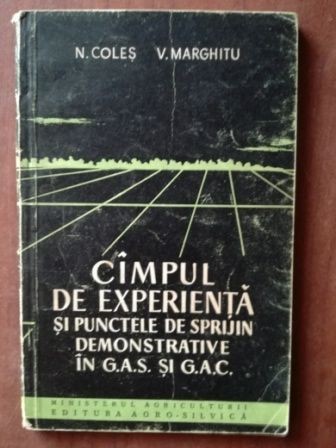 N. COLEȘ V. MARGHITU
CÎMPUL
DE EXPERIENȚĂ
ȘI PUNCTELE DE SPRIJIN
DEMONSTRATIVE
ÎN G.A.S. ȘI G.A.C.
MINISTERUL AGRICULTURII
EDITURA AGRO-SILVICĂ